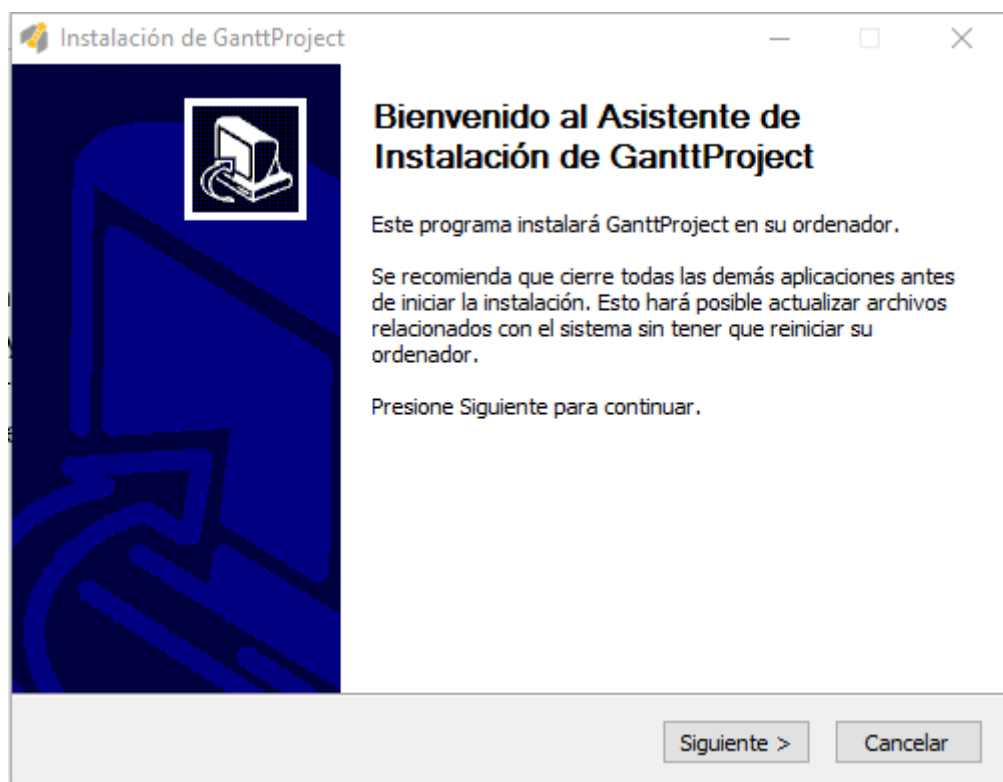 Instalación de GanttProject
Bienvenido al Asistente de
Instalación de GanttProject
Este programa instalará GanttProject en su ordenador.
Se recomienda que cierre todas las demás aplicaciones antes
de iniciar la instalación. Esto hará posible actualizar archivos
relacionados con el sistema sin tener que reiniciar su
ordenador.
Presione Siguiente para continuar.
Siguiente >
Cancelar